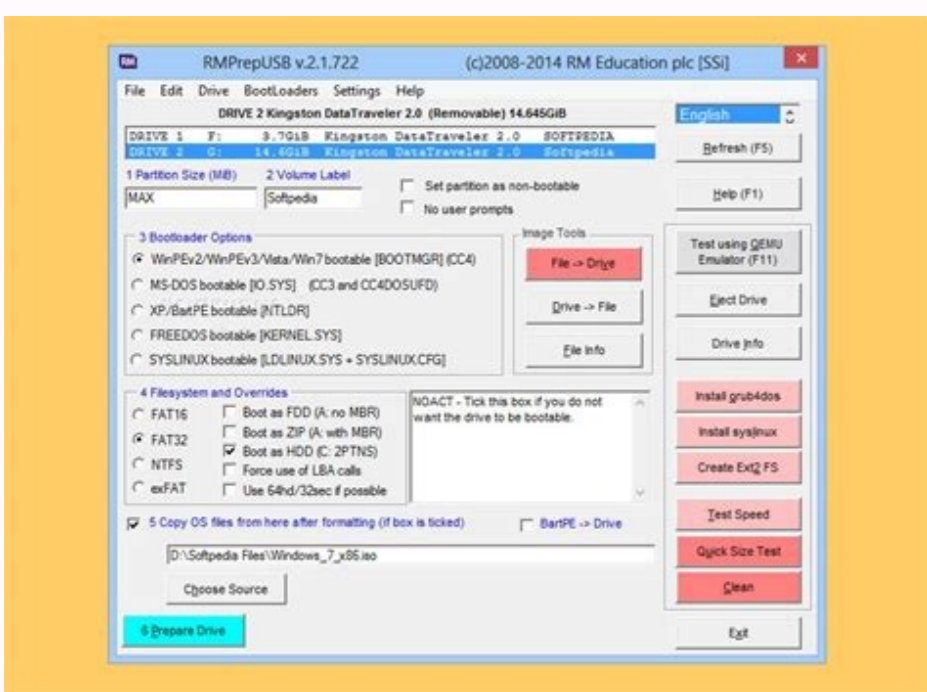 RM RMPrepUSB v.2.1.722 (c)2008-2014 RM Education plc [SSi]
File Edit Drive BootLoaders Settings Help
DRIVE 2 Kingston DataTraveler 2.0 (Removable) 14.645GiB
DRIVE 1 F: 3.7GiB Kingston DataTraveler 2.0 SOFTPEDIA
DRIVE 2 G: 14.6GiB Kingston DataTraveler 2.0 Softpedia
1 Partition Size (MiB)
2 Volume Label
MAX
Softpedia
Set partition as non-bootable
No user prompts
3 Bootloader Options
WinPEv2/WinPEv3/Vista/Win7 bootable [BOOTMGR] (CC4)
MS-DOS bootable [IO.SYS] (CC3 and CC4DOSUFD)
XP/BartPE bootable [NTLDR]
FREEDOS bootable [KERNEL.SYS]
SYSLINUX bootable [LDLINUX.SYS + SYSLINUX.CFG]
Image Tools
File -> Drive
Drive -> File
File Info
4 Filesystem and Overrides
FAT16
FAT32
NTFS
exFAT
Boot as FDD (A: no MBR)
Boot as ZIP (A: with MBR)
Boot as HDD (C: 2PTNS)
Force use of LBA calls
Use 64hd/32sec if possible
NOACT - Tick this box if you do not
want the drive to be bootable.
5 Copy OS files from here after formatting (if box is ticked)
BartPE -> Drive
D:\Softpedia Files\Windows_7_x86.iso
Choose Source
6 Prepare Drive
English
Refresh (F5)
Help (F1)
Test using QEMU
Emulator (F11)
Eject Drive
Drive Info
Install grub4dos
Install syslinux
Create Ext2 FS
Test Speed
Quick Size Test
Clean
Exit